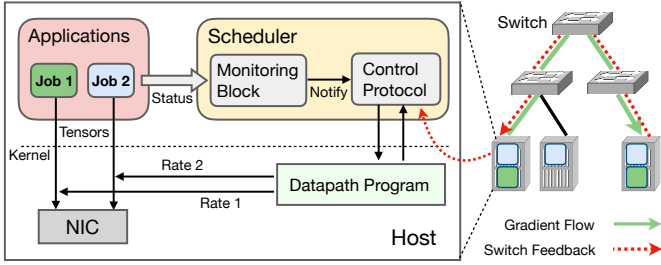 Applications
Job 1
Job 2
Status
Scheduler
Monitoring
Block
Notify
Control
Protocol
Tensors
Kernel
Rate 2
Rate 1
Datapath Program
NIC
Host
Switch
Gradient Flow
Switch Feedback